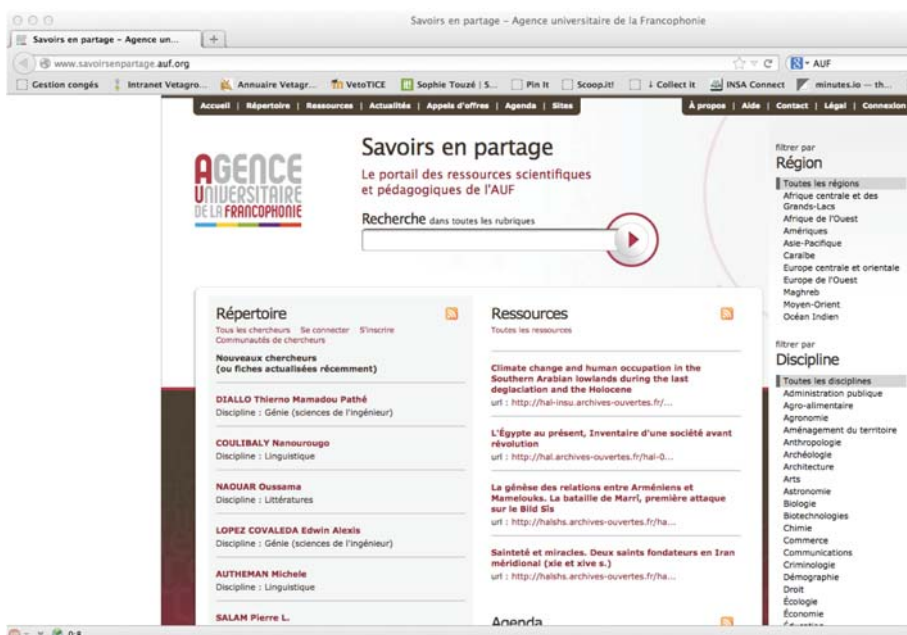 Savoirs en partage – Agence universitaire de la Francophonie
Savoirs en partage – Agence un...
www.savoirsenpartage.auf.org
AUF
Gestion congés Intranet Vetagro... Annuaire Vetagr... VetoTICE Sophie Touzé | S... Pin It Scoop.it! ↓ Collect it INSA Connect minutes.io — th...
Accueil | Répertoire | Ressources | Actualités | Appels d'offres | Agenda | Sites
À propos | Aide | Contact | Légal | Connexion
AGENCE
UNIVERSITAIRE
DE LA FRANCOPHONIE
Savoirs en partage
Le portail des ressources scientifiques
et pédagogiques de l'AUF
Recherche dans toutes les rubriques
Répertoire
Tous les chercheurs Se connecter S'inscrire
Communautés de chercheurs
Nouveaux chercheurs
(ou fiches actualisées récemment)
DIALLO Thierno Mamadou Pathé
Discipline : Génie (sciences de l'ingénieur)
COULIBALY Nanourougo
Discipline : Linguistique
NAOUAR Oussama
Discipline : Littératures
LOPEZ COVALEDA Edwin Alexis
Discipline : Génie (sciences de l'ingénieur)
AUTHEMAN Michele
Discipline : Linguistique
SALAM Pierre L.
Ressources
Toutes les ressources
Climate change and human occupation in the
Southern Arabian lowlands during the last
deglaciation and the Holocene
url : http://hal-insu.archives-ouvertes.fr/...
L'Égypte au présent, Inventaire d'une société avant
révolution
url : http://hal.archives-ouvertes.fr/hal-0...
La génèse des relations entre Arméniens et
Mamelouks. La bataille de Marrī, première attaque
sur le Bild Sīs
url : http://halshs.archives-ouvertes.fr/ha...
Sainteté et miracles. Deux saints fondateurs en Iran
méridional (xie et xive s.)
url : http://halshs.archives-ouvertes.fr/ha...
Agenda
filtrer par
Région
Toutes les régions
Afrique centrale et des
Grands-Lacs
Afrique de l'Ouest
Amériques
Asie-Pacifique
Caraïbe
Europe centrale et orientale
Europe de l'Ouest
Maghreb
Moyen-Orient
Océan Indien
filtrer par
Discipline
Toutes les disciplines
Administration publique
Agro-alimentaire
Agronomie
Aménagement du territoire
Anthropologie
Archéologie
Architecture
Arts
Astronomie
Biologie
Biotechnologies
Chimie
Commerce
Communications
Criminologie
Démographie
Droit
Écologie
Économie